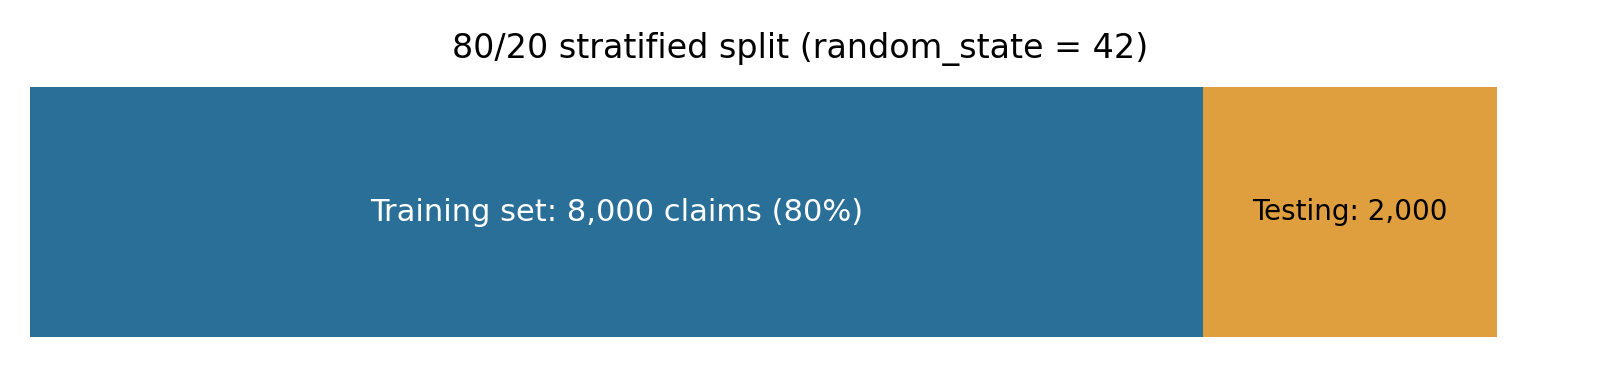 80/20 stratified split (random_state = 42)
Training set: 8,000 claims (80%)
Testing: 2,000